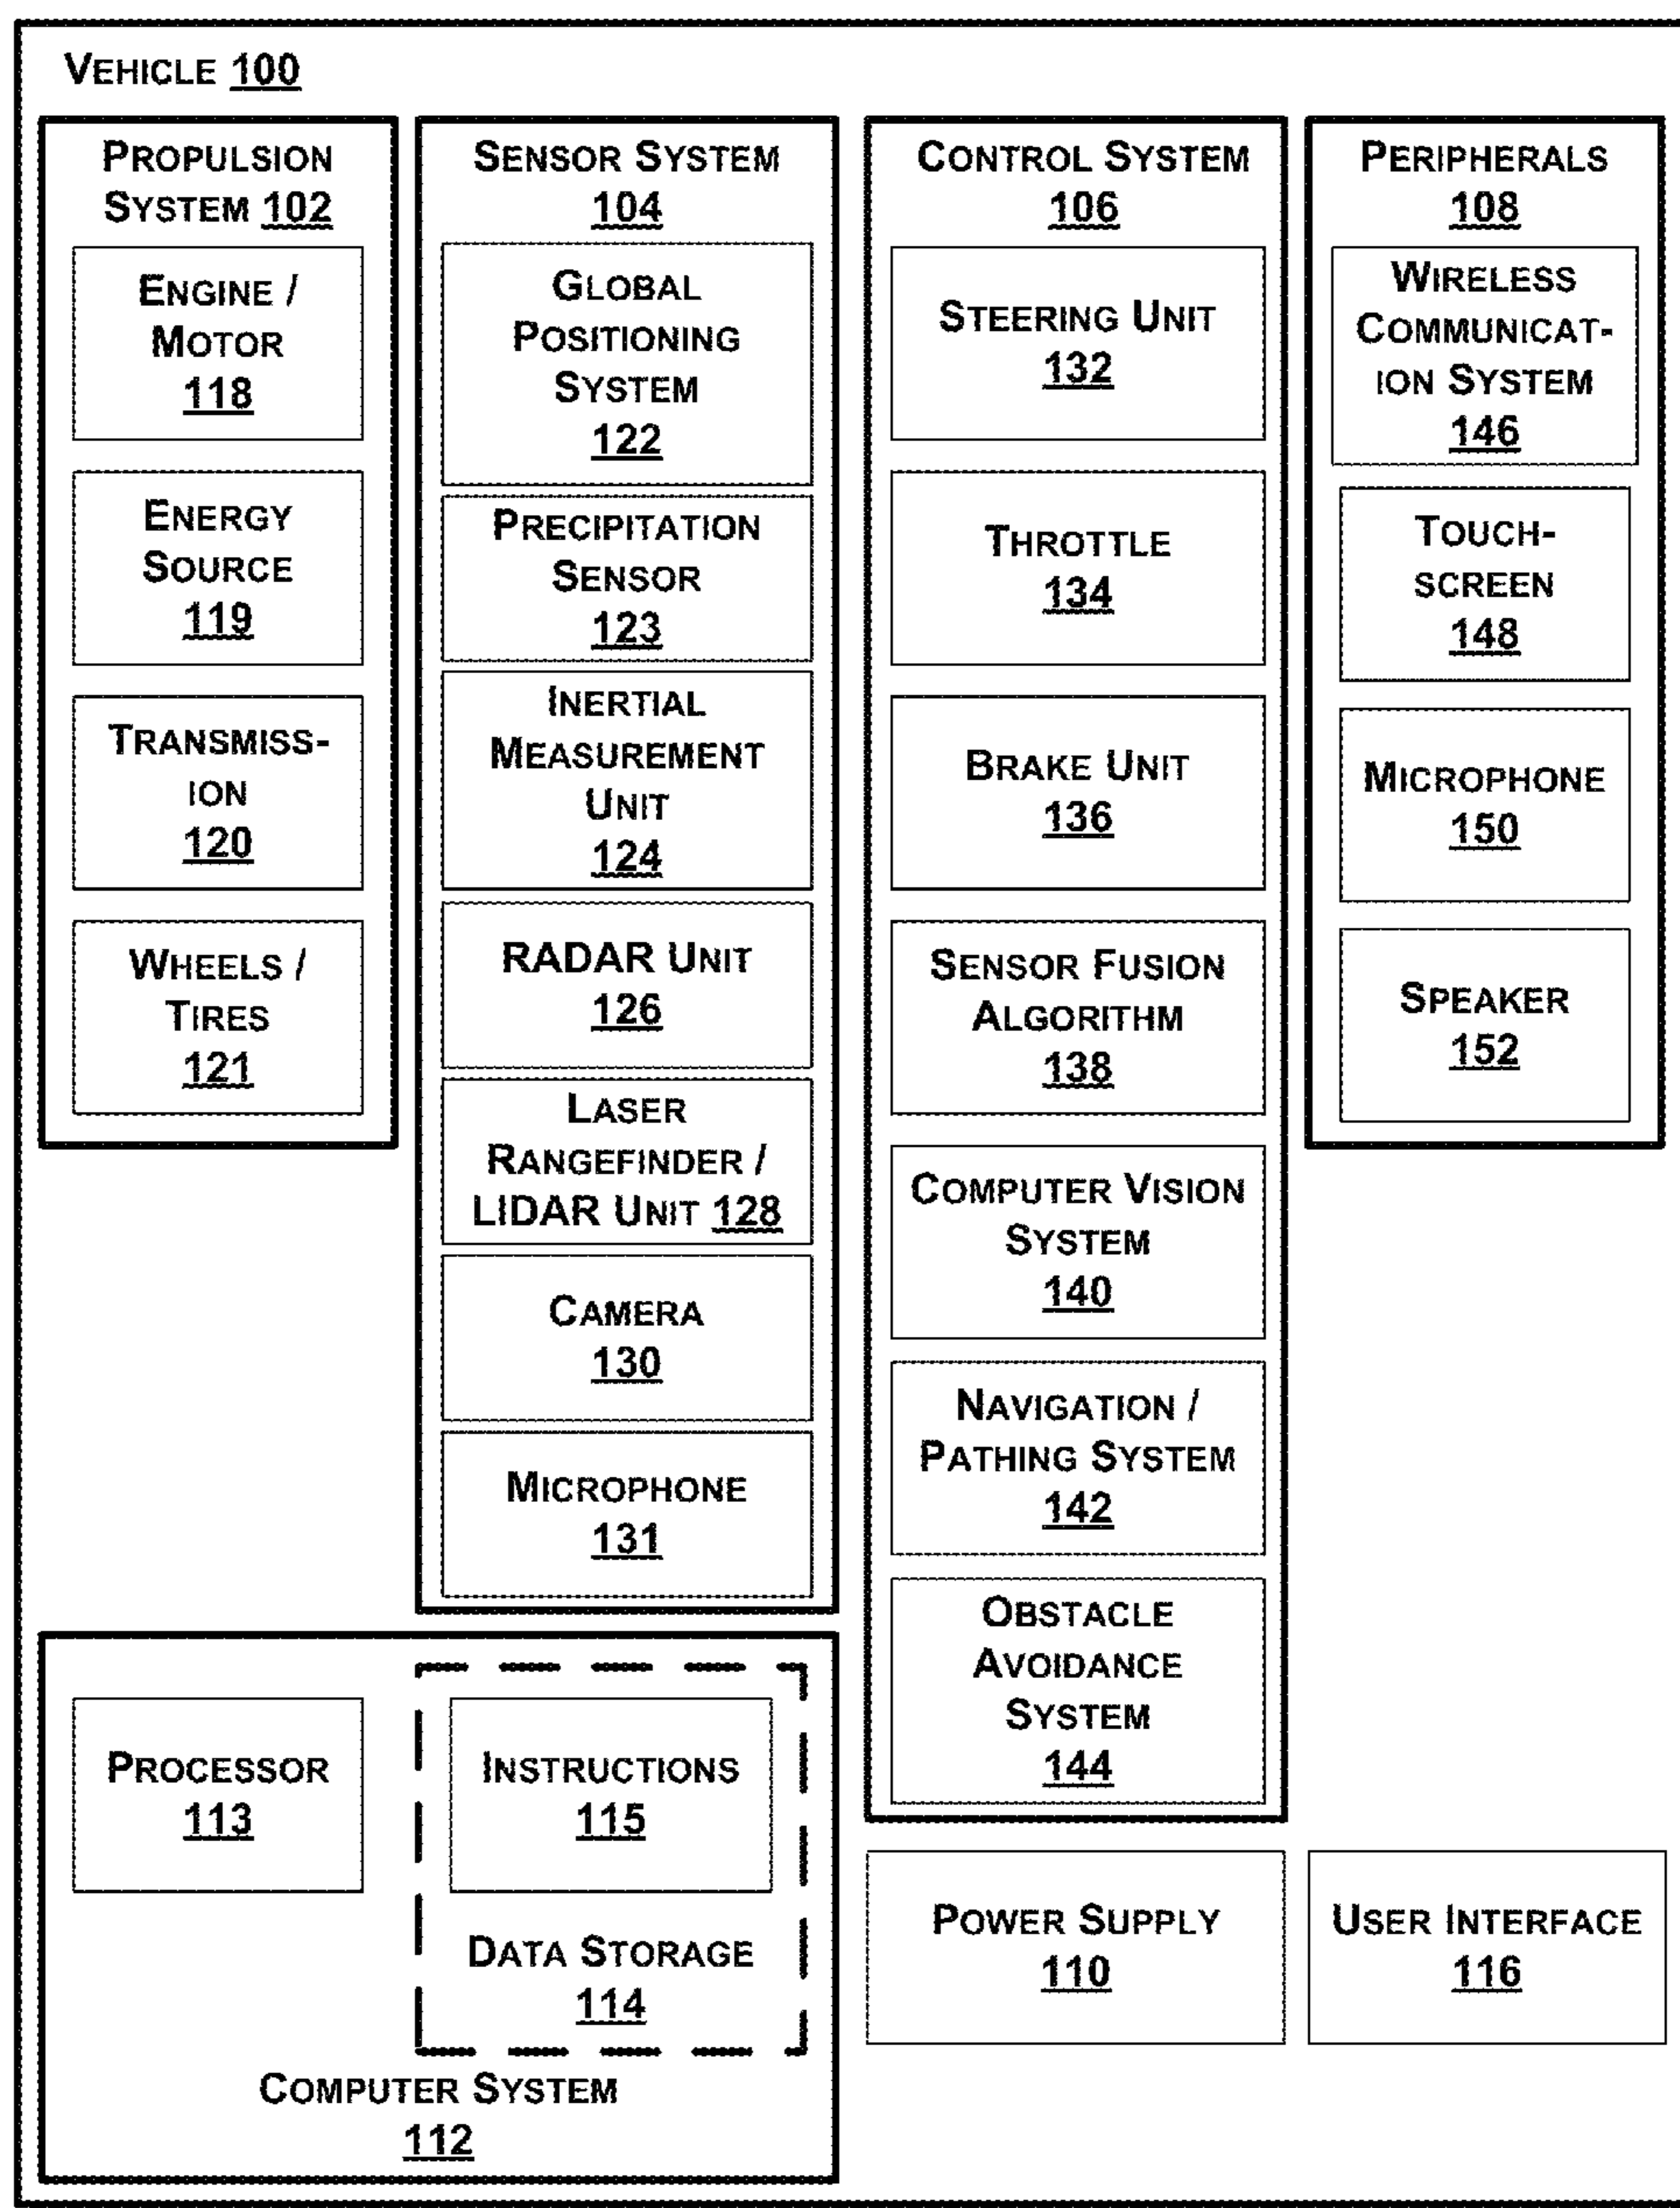 VEHICLE 100
PROPULSION
SYSTEM 102
ENGINE /
MOTOR
118
ENERGY
SOURCE
119
TRANSMISS-
ION
120
WHEELS /
TIRES
121
SENSOR SYSTEM
104
GLOBAL
POSITIONING
SYSTEM
122
PRECIPITATION
SENSOR
123
INERTIAL
MEASUREMENT
UNIT
124
RADAR UNIT
126
LASER
RANGEFINDER /
LIDAR UNIT 128
CAMERA
130
MICROPHONE
131
CONTROL SYSTEM
106
STEERING UNIT
132
THROTTLE
134
BRAKE UNIT
136
SENSOR FUSION
ALGORITHM
138
COMPUTER VISION
SYSTEM
140
NAVIGATION /
PATHING SYSTEM
142
OBSTACLE
AVOIDANCE
SYSTEM
144
PERIPHERALS
108
WIRELESS
COMMUNICAT-
ION SYSTEM
146
TOUCH-
SCREEN
148
MICROPHONE
150
SPEAKER
152
PROCESSOR
113
INSTRUCTIONS
115
DATA STORAGE
114
COMPUTER SYSTEM
112
POWER SUPPLY
110
USER INTERFACE
116